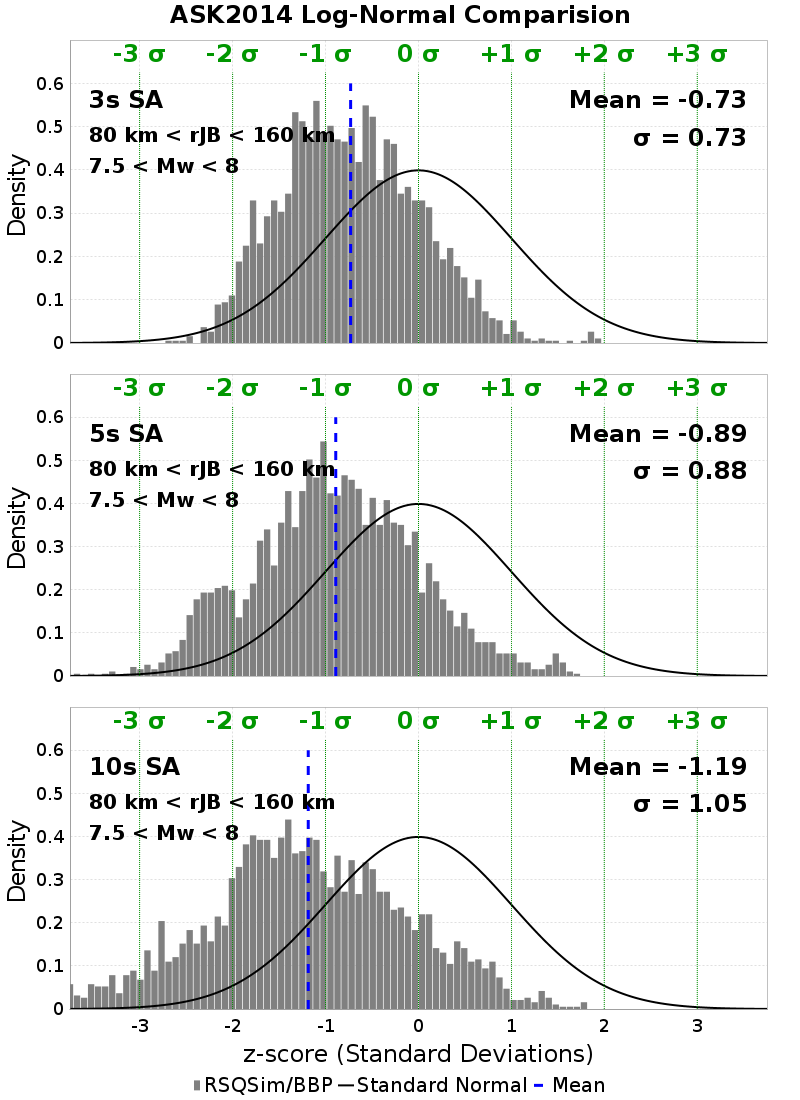 ASK2014 Log-Normal Comparision
-3 σ -2 σ -1 σ 0 σ +1 σ +2 σ +3 σ
3s SA
80 km < rJB < 160 km
7.5 < Mw < 8
Mean = -0.73
σ = 0.73
0.6
0.5
0.4
0.3
0.2
0.1
0
Density
-3 σ -2 σ -1 σ 0 σ +1 σ +2 σ +3 σ
5s SA
80 km < rJB < 160 km
7.5 < Mw < 8
Mean = -0.89
σ = 0.88
0.6
0.5
0.4
0.3
0.2
0.1
0
Density
-3 σ -2 σ -1 σ 0 σ +1 σ +2 σ +3 σ
10s SA
80 km < rJB < 160 km
7.5 < Mw < 8
Mean = -1.19
σ = 1.05
0.6
0.5
0.4
0.3
0.2
0.1
0
Density
-3 -2 -1 0 1 2 3
z-score (Standard Deviations)
RSQSim/BBP Standard Normal Mean